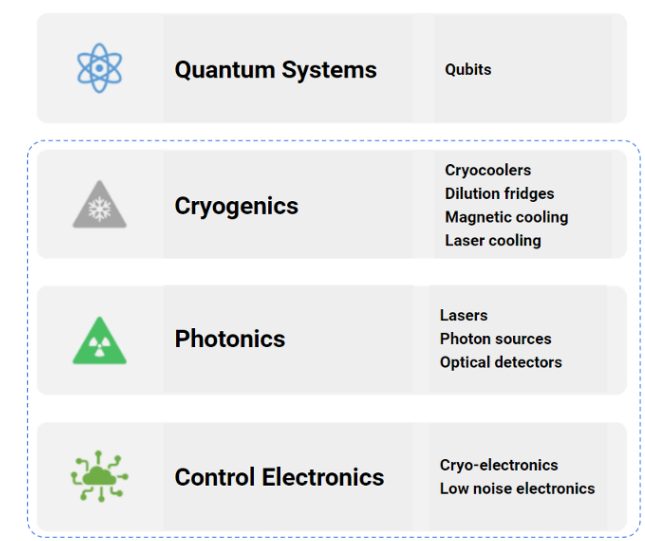 Quantum Systems
Qubits
Cryogenics
Cryocoolers
Dilution fridges
Magnetic cooling
Laser cooling
Photonics
Lasers
Photon sources
Optical detectors
Control Electronics
Cryo-electronics
Low noise electronics